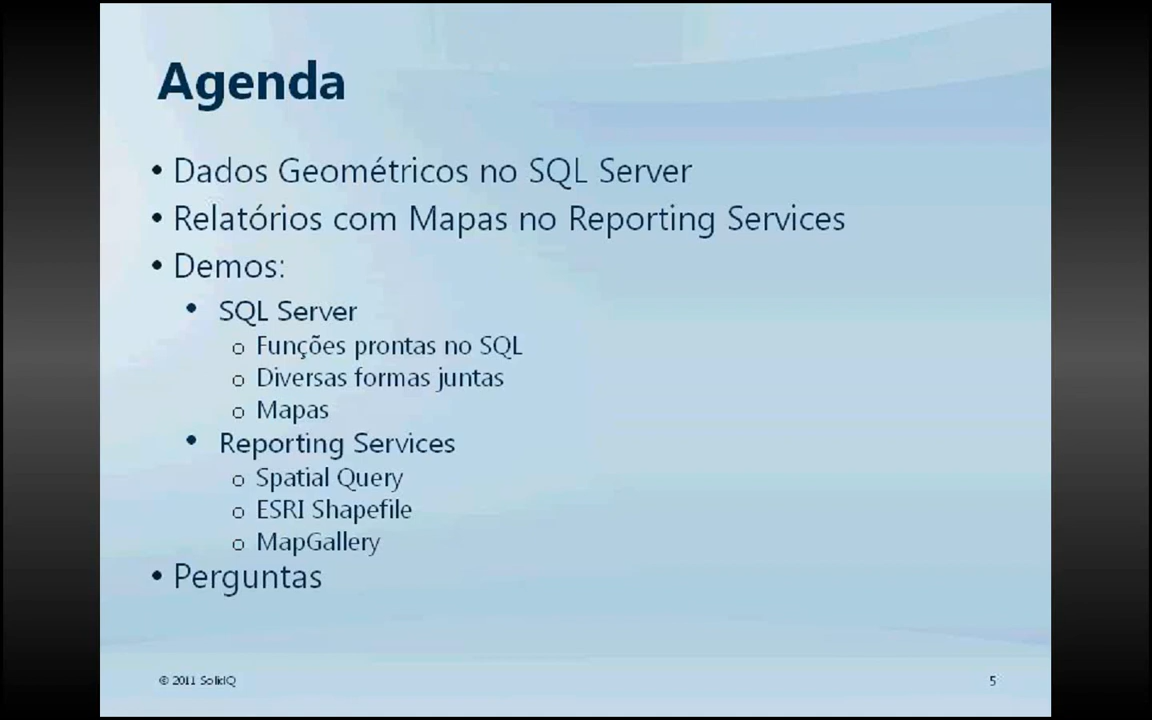 Agenda
• Dados Geométricos no SQL Server
• Relatórios com Mapas no Reporting Services
• Demos:
• SQL Server
o Funções prontas no SQL
o Diversas formas juntas
o Mapas
• Reporting Services
o Spatial Query
o ESRI Shapefile
o MapGallery
• Perguntas
© 2011 SolidQ
5